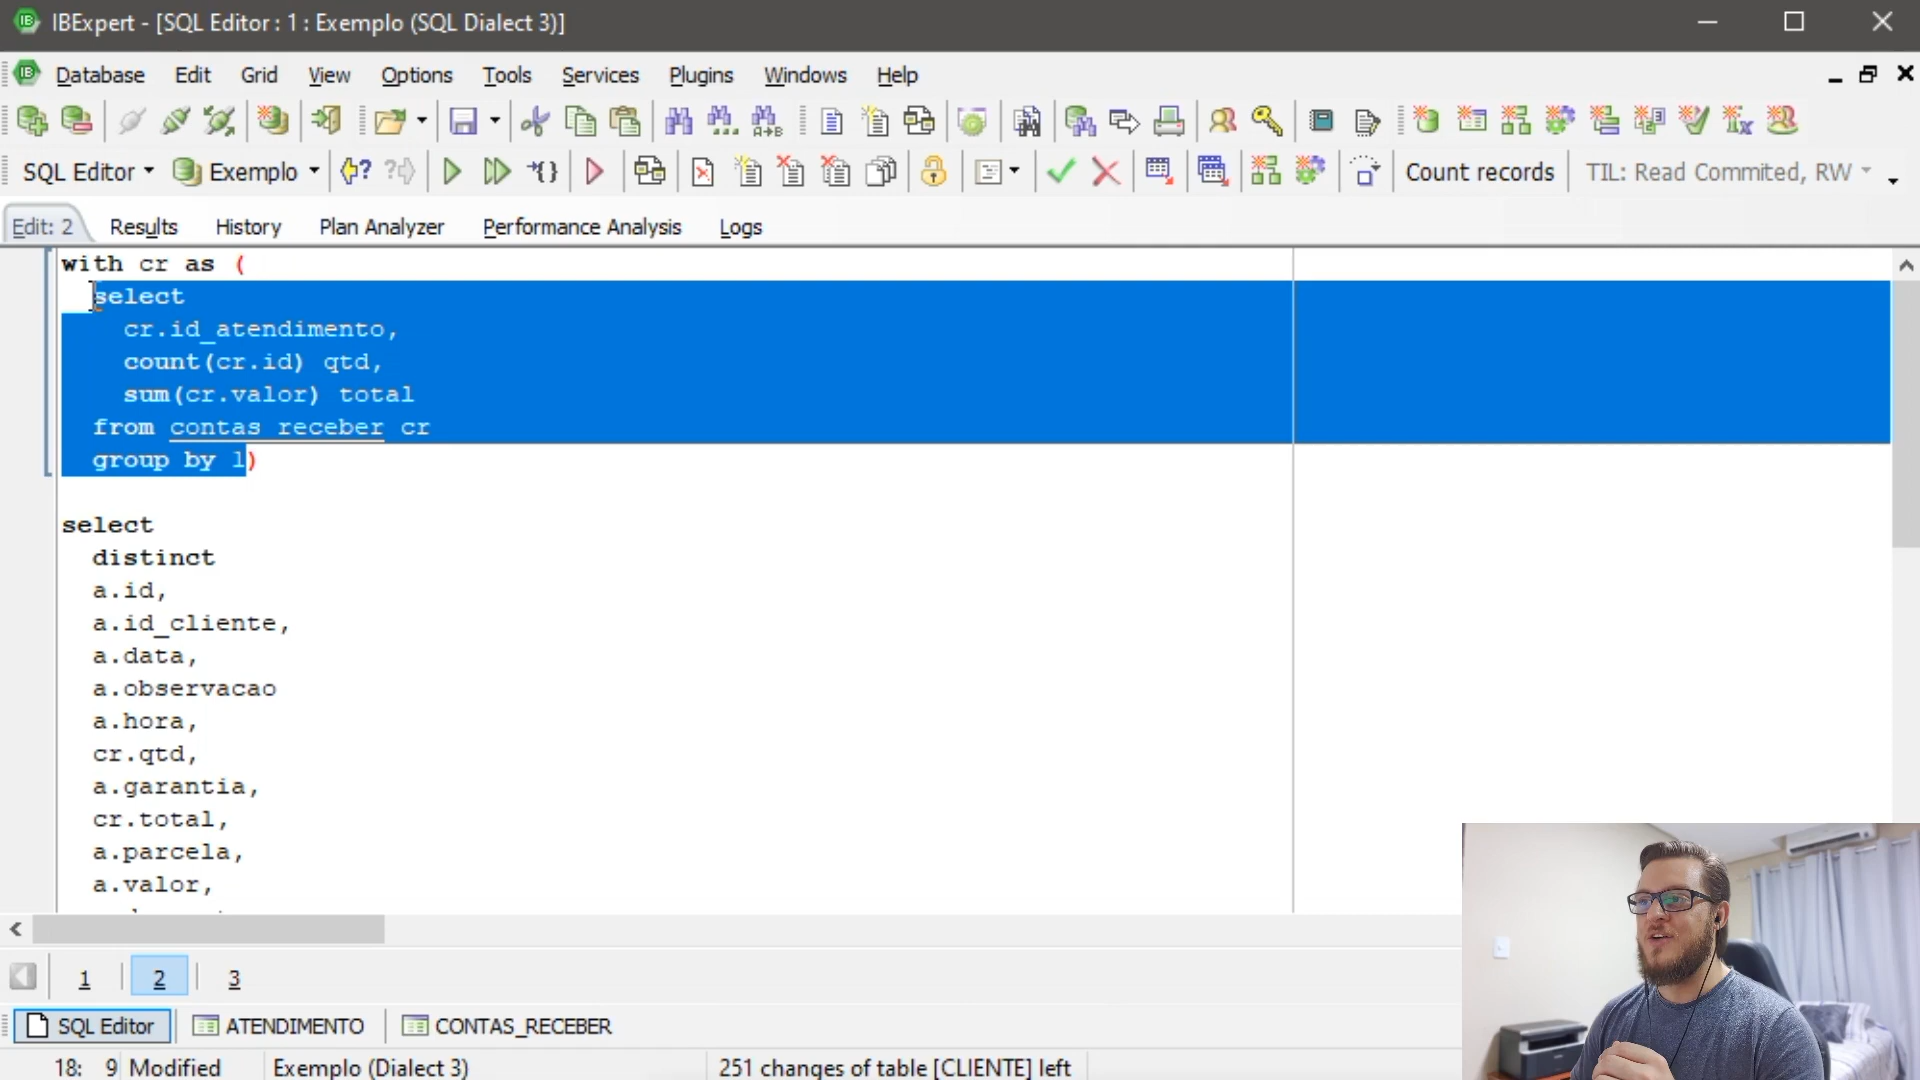 IBExpert - [SQL Editor : 1 : Exemplo (SQL Dialect 3)]
Database Edit Grid View Options Tools Services Plugins Windows Help
SQL Editor Exemplo Count records TIL: Read Commited, RW
Edit: 2 Results History Plan Analyzer Performance Analysis Logs
with cr as (
select
cr.id_atendimento,
count(cr.id) qtd,
sum(cr.valor) total
from contas_receber cr
group by 1)
select
distinct
a.id,
a.id_cliente,
a.data,
a.observacao
a.hora,
cr.qtd,
a.garantia,
cr.total,
a.parcela,
a.valor,
1 2 3
SQL Editor ATENDIMENTO CONTAS_RECEBER
18: 9 Modified Exemplo (Dialect 3) 251 changes of table [CLIENTE] left